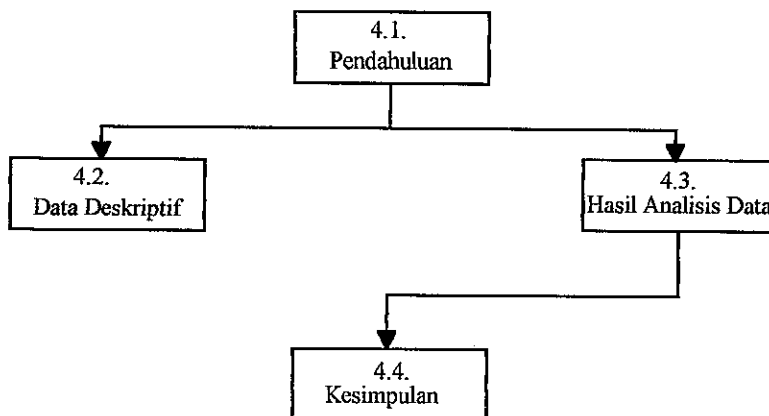 4.1.
Pendahuluan
4.2.
Data Deskriptif
4.3.
Hasil Analisis Data
4.4.
Kesimpulan